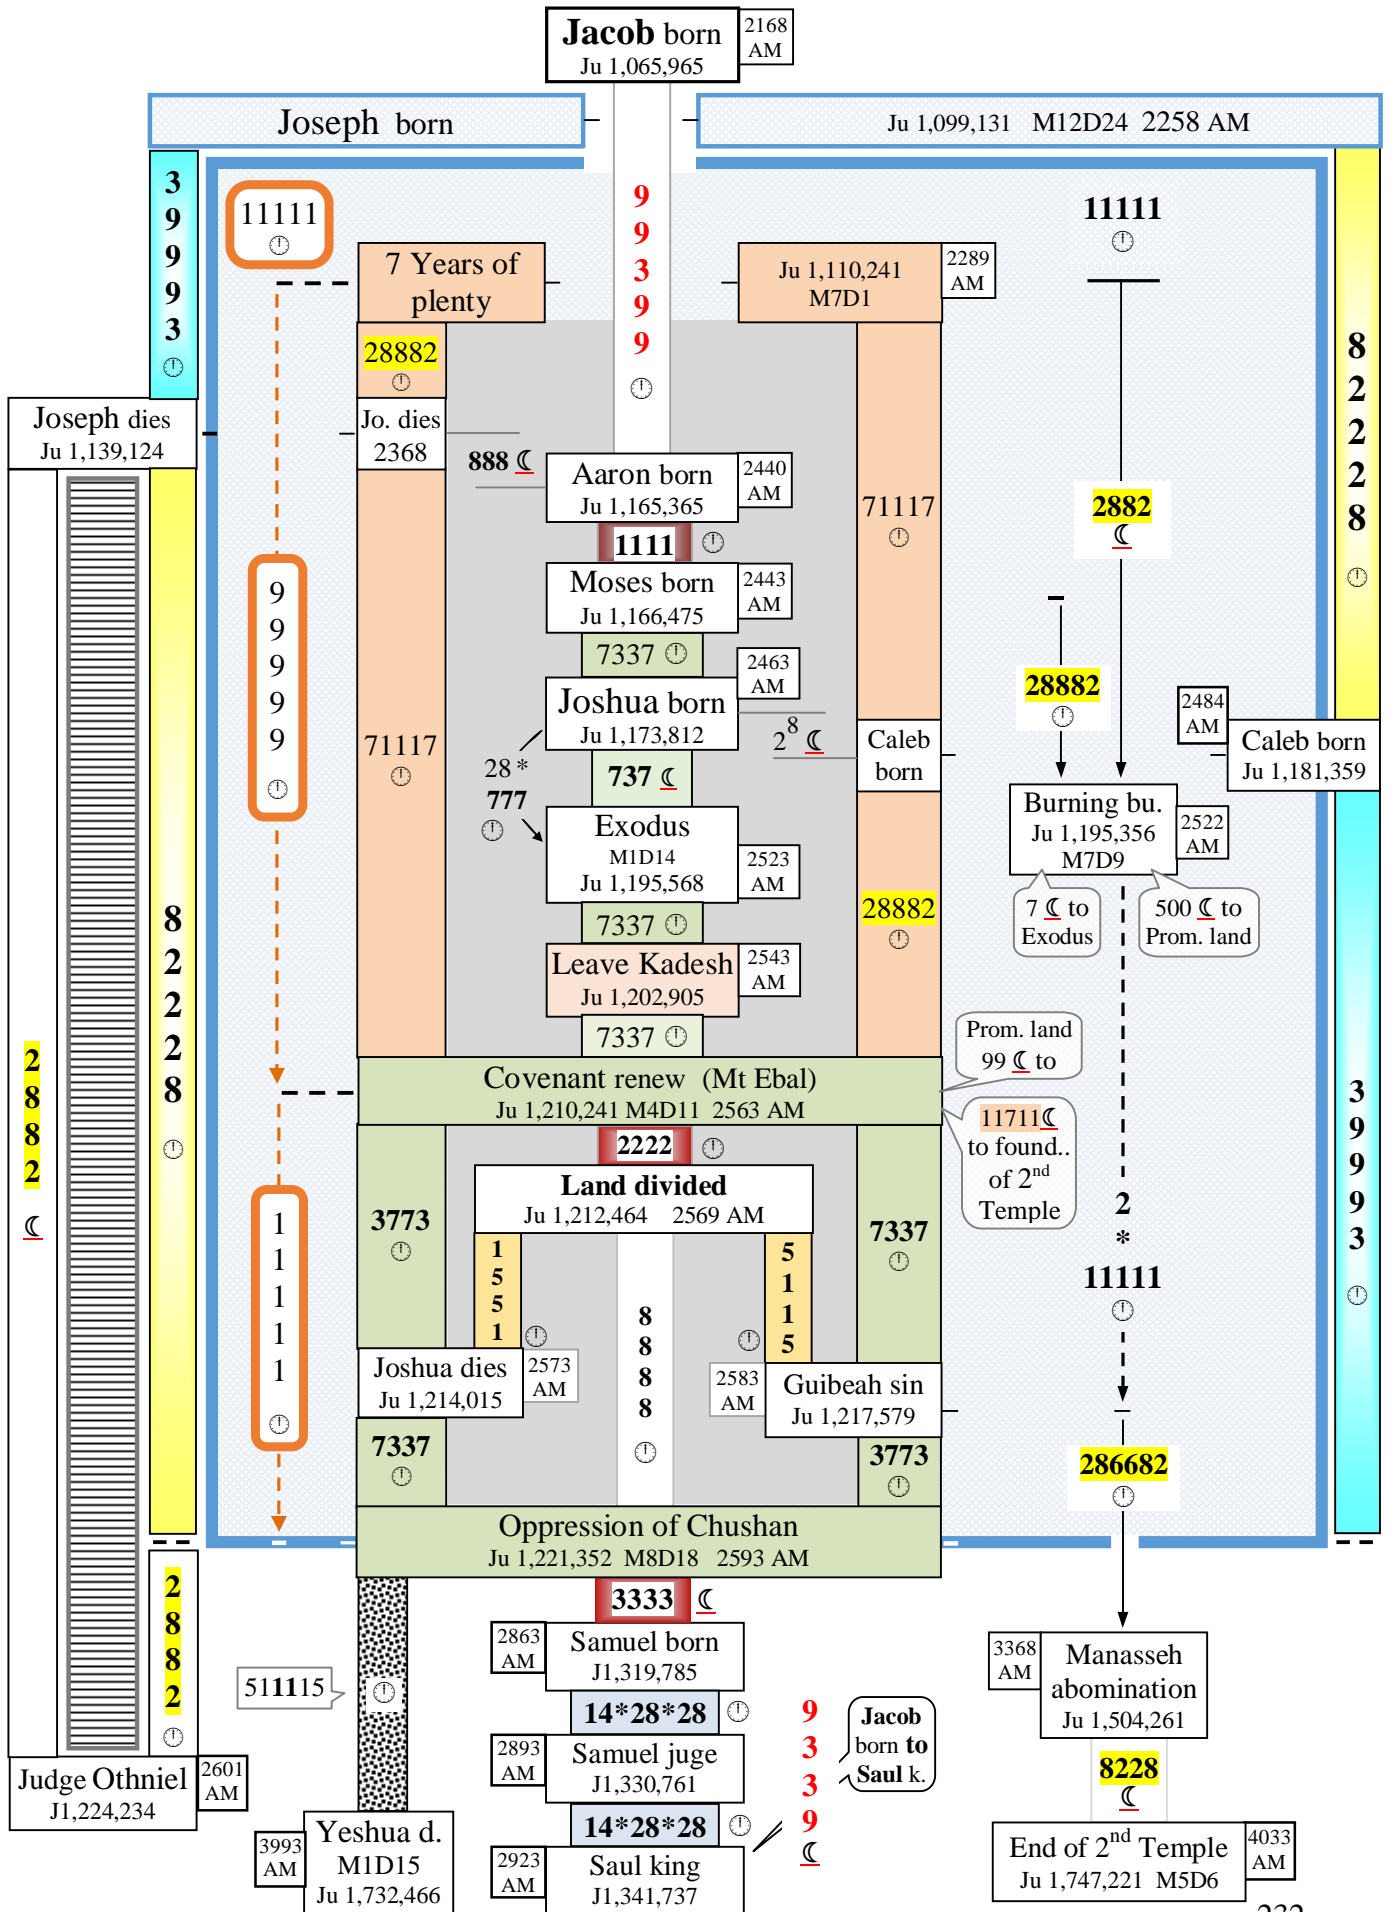 Jacob born
Ju 1,065,965
2168
AM
Joseph born
Ju 1,099,131 M12D24 2258 AM
3
9
9
9
3
11111
9
9
3
9
9
11111
7 Years of
plenty
Ju 1,110,241
M7D1
2289
AM
28882
8
2
2
2
8
Joseph dies
Ju 1,139,124
Jo. dies
2368
888 ☾
Aaron born
Ju 1,165,365
2440
AM
71117
2882
☾
1111
Moses born
Ju 1,166,475
2443
AM
9
9
9
9
9
7337
28882
Joshua born
Ju 1,173,812
2463
AM
2⁸ ☾
71117
28 *
777
737 ☾
Caleb
born
2484
AM
Caleb born
Ju 1,181,359
Exodus
M1D14
Ju 1,195,568
2523
AM
Burning bu.
Ju 1,195,356
M7D9
2522
AM
7 ☾ to
Exodus
500 ☾ to
Prom. land
28882
7337
Leave Kadesh
Ju 1,202,905
2543
AM
8
2
2
2
8
7337
Prom. land
99 ☾ to
Covenant renew (Mt Ebal)
Ju 1,210,241 M4D11 2563 AM
2
8
8
2
☾
3
9
9
9
3
11711☾
to found..
of 2nd
Temple
2222
Land divided
Ju 1,212,464 2569 AM
1
1
1
1
1
3773
7337
2
*
11111
1
5
5
1
8
8
8
8
5
1
1
5
Joshua dies
Ju 1,214,015
2573
AM
2583
AM
Guibeah sin
Ju 1,217,579
7337
3773
286682
Oppression of Chushan
Ju 1,221,352 M8D18 2593 AM
2
8
8
2
3333 ☾
2863
AM
Samuel born
J1,319,785
3368
AM
Manasseh
abomination
Ju 1,504,261
511115
14*28*28
9
3
3
9
☾
Jacob
born to
Saul k.
2893
AM
Samuel juge
J1,330,761
Judge Othniel
J1,224,234
2601
AM
8228
☾
14*28*28
3993
AM
Yeshua d.
M1D15
Ju 1,732,466
2923
AM
Saul king
J1,341,737
End of 2nd Temple
Ju 1,747,221 M5D6
4033
AM
232